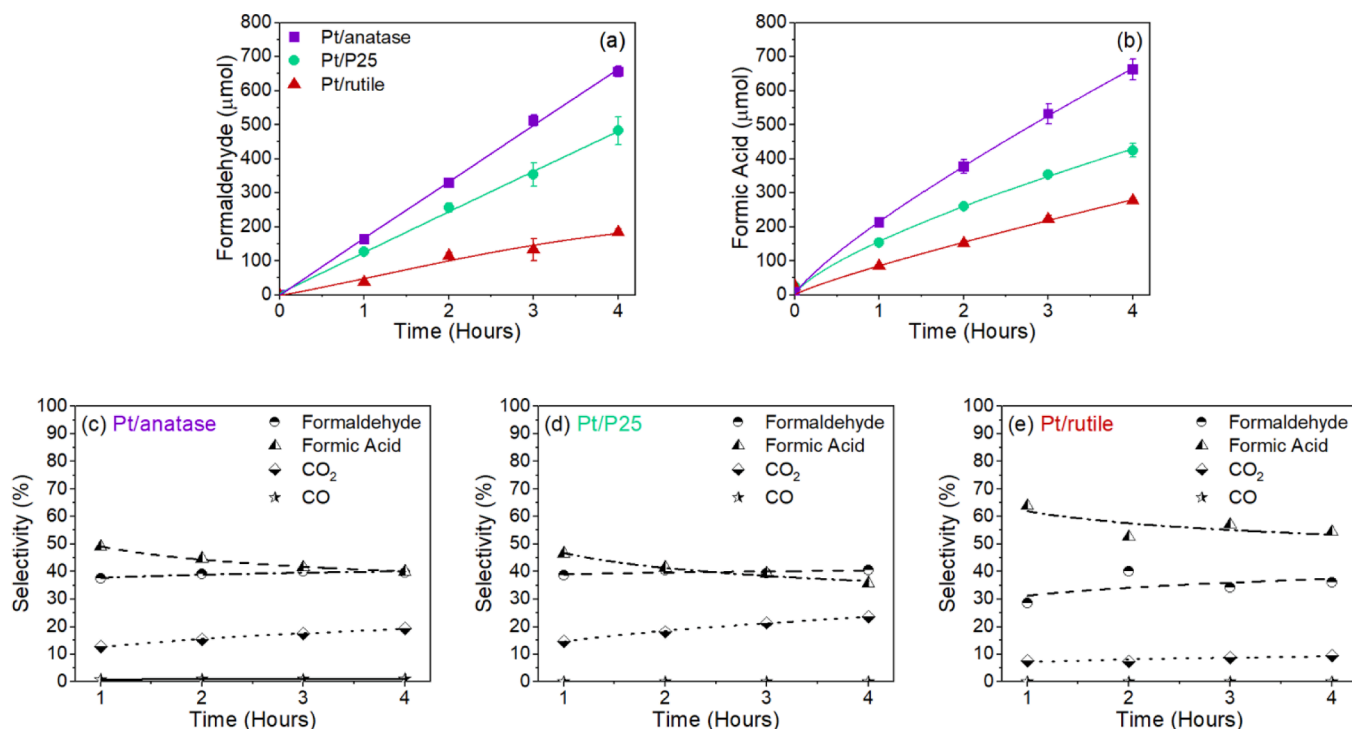 (a)
Pt/anatase
Pt/P25
Pt/rutile
Formaldehyde (μmol)
800
700
600
500
400
300
200
100
0
0 1 2 3 4
Time (Hours)
(b)
Formic Acid (μmol)
800
700
600
500
400
300
200
100
0
0 1 2 3 4
Time (Hours)
(c) Pt/anatase
Formaldehyde
Formic Acid
CO2
CO
Selectivity (%)
100
90
80
70
60
50
40
30
20
10
0
1 2 3 4
Time (Hours)
(d) Pt/P25
Formaldehyde
Formic Acid
CO2
CO
Selectivity (%)
100
90
80
70
60
50
40
30
20
10
0
1 2 3 4
Time (Hours)
(e) Pt/rutile
Formaldehyde
Formic Acid
CO2
CO
Selectivity (%)
100
90
80
70
60
50
40
30
20
10
0
1 2 3 4
Time (Hours)